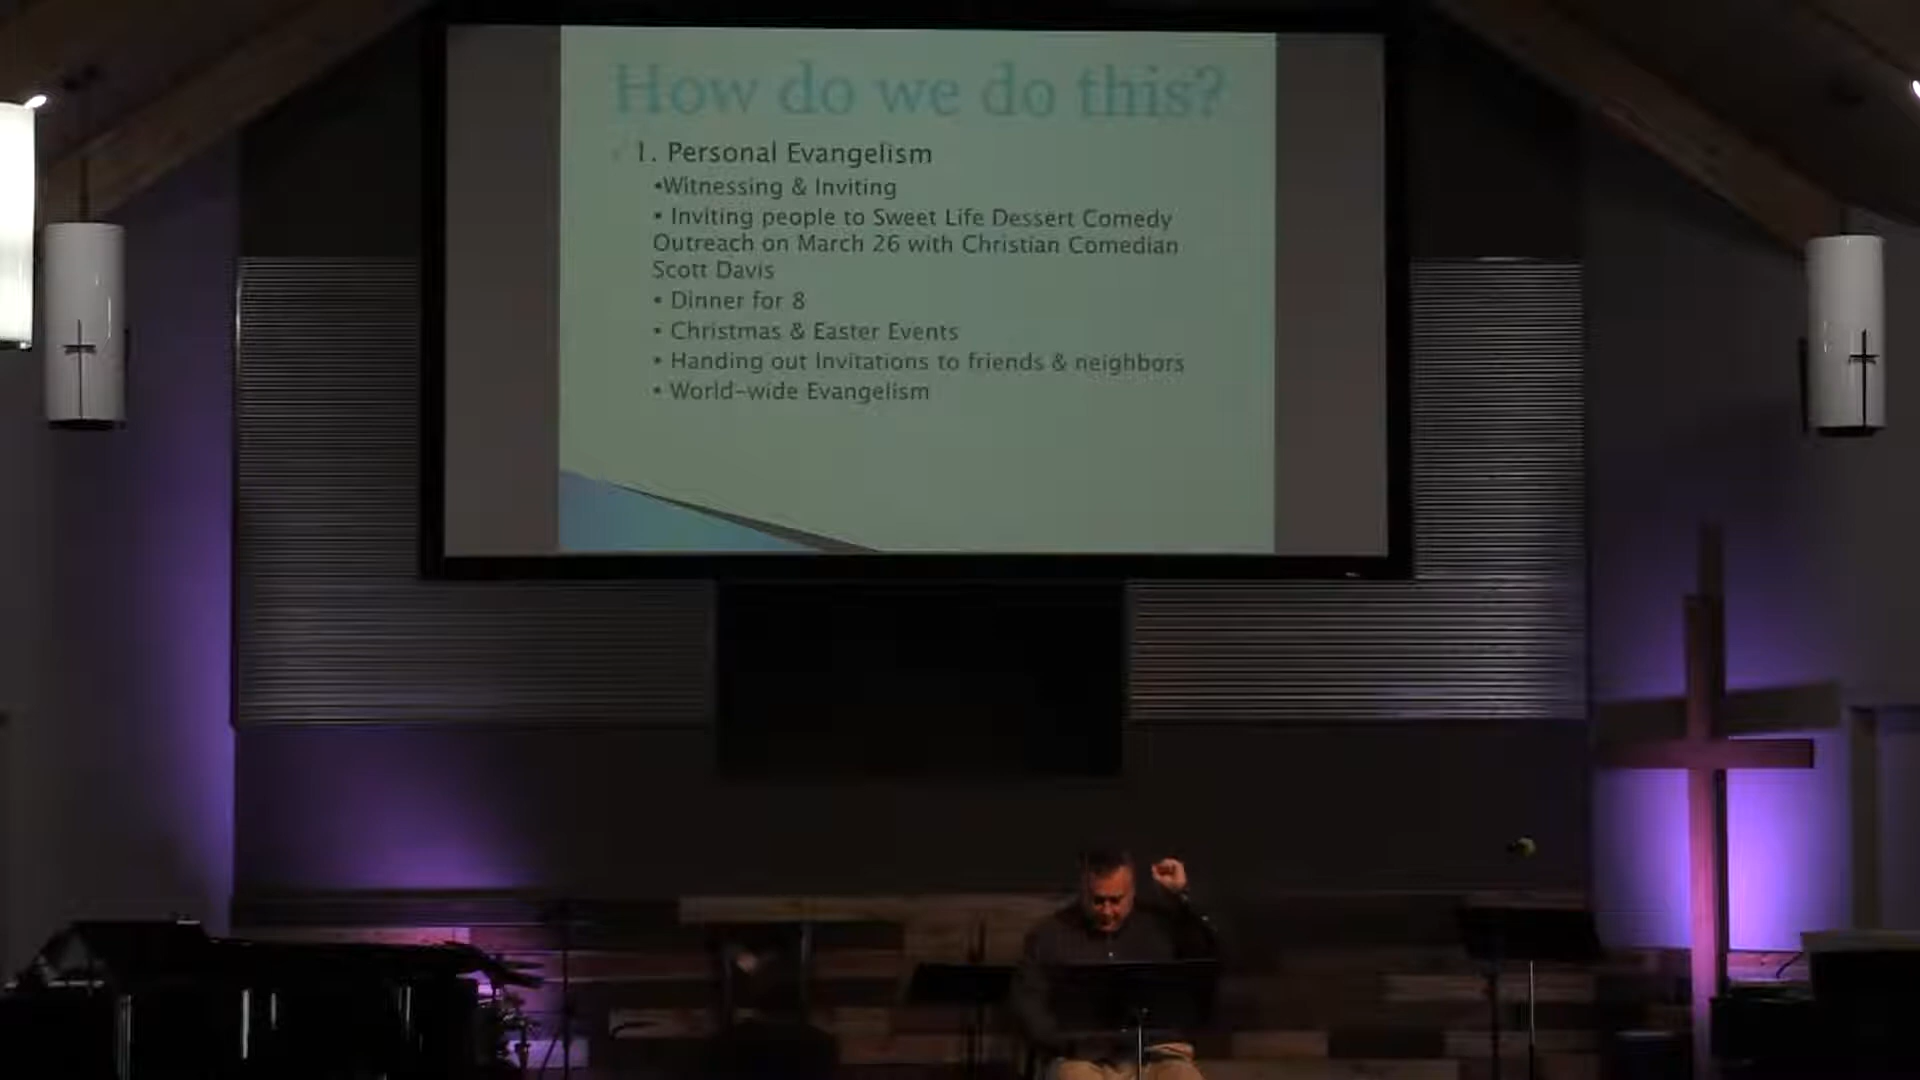 How do we do this?
1. Personal Evangelism
•Witnessing & Inviting
• Inviting people to Sweet Life Dessert Comedy
Outreach on March 26 with Christian Comedian
Scott Davis
• Dinner for 8
• Christmas & Easter Events
• Handing out Invitations to friends & neighbors
• World-wide Evangelism